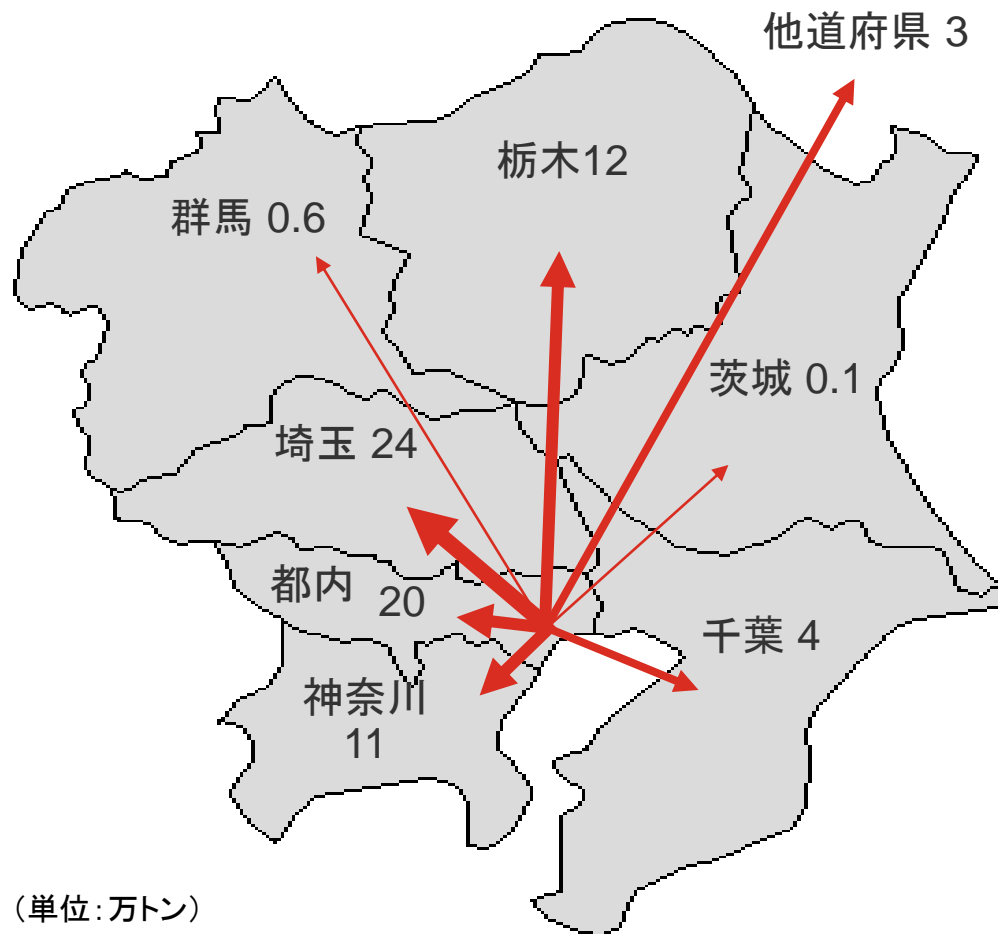 他道府県 3
栃木12
群馬 0.6
茨城 0.1
埼玉 24
都内 20
千葉 4
神奈川
11
（単位：万トン）